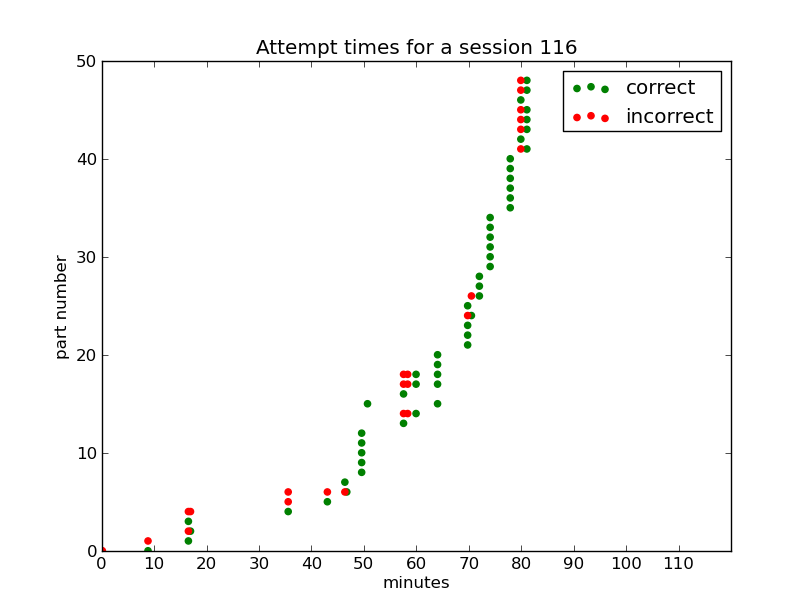 Attempt times for a session 116
50
correct
incorrect
40
30
part number
20
10
0
0 10 20 30 40 50 60 70 80 90 100 110
minutes